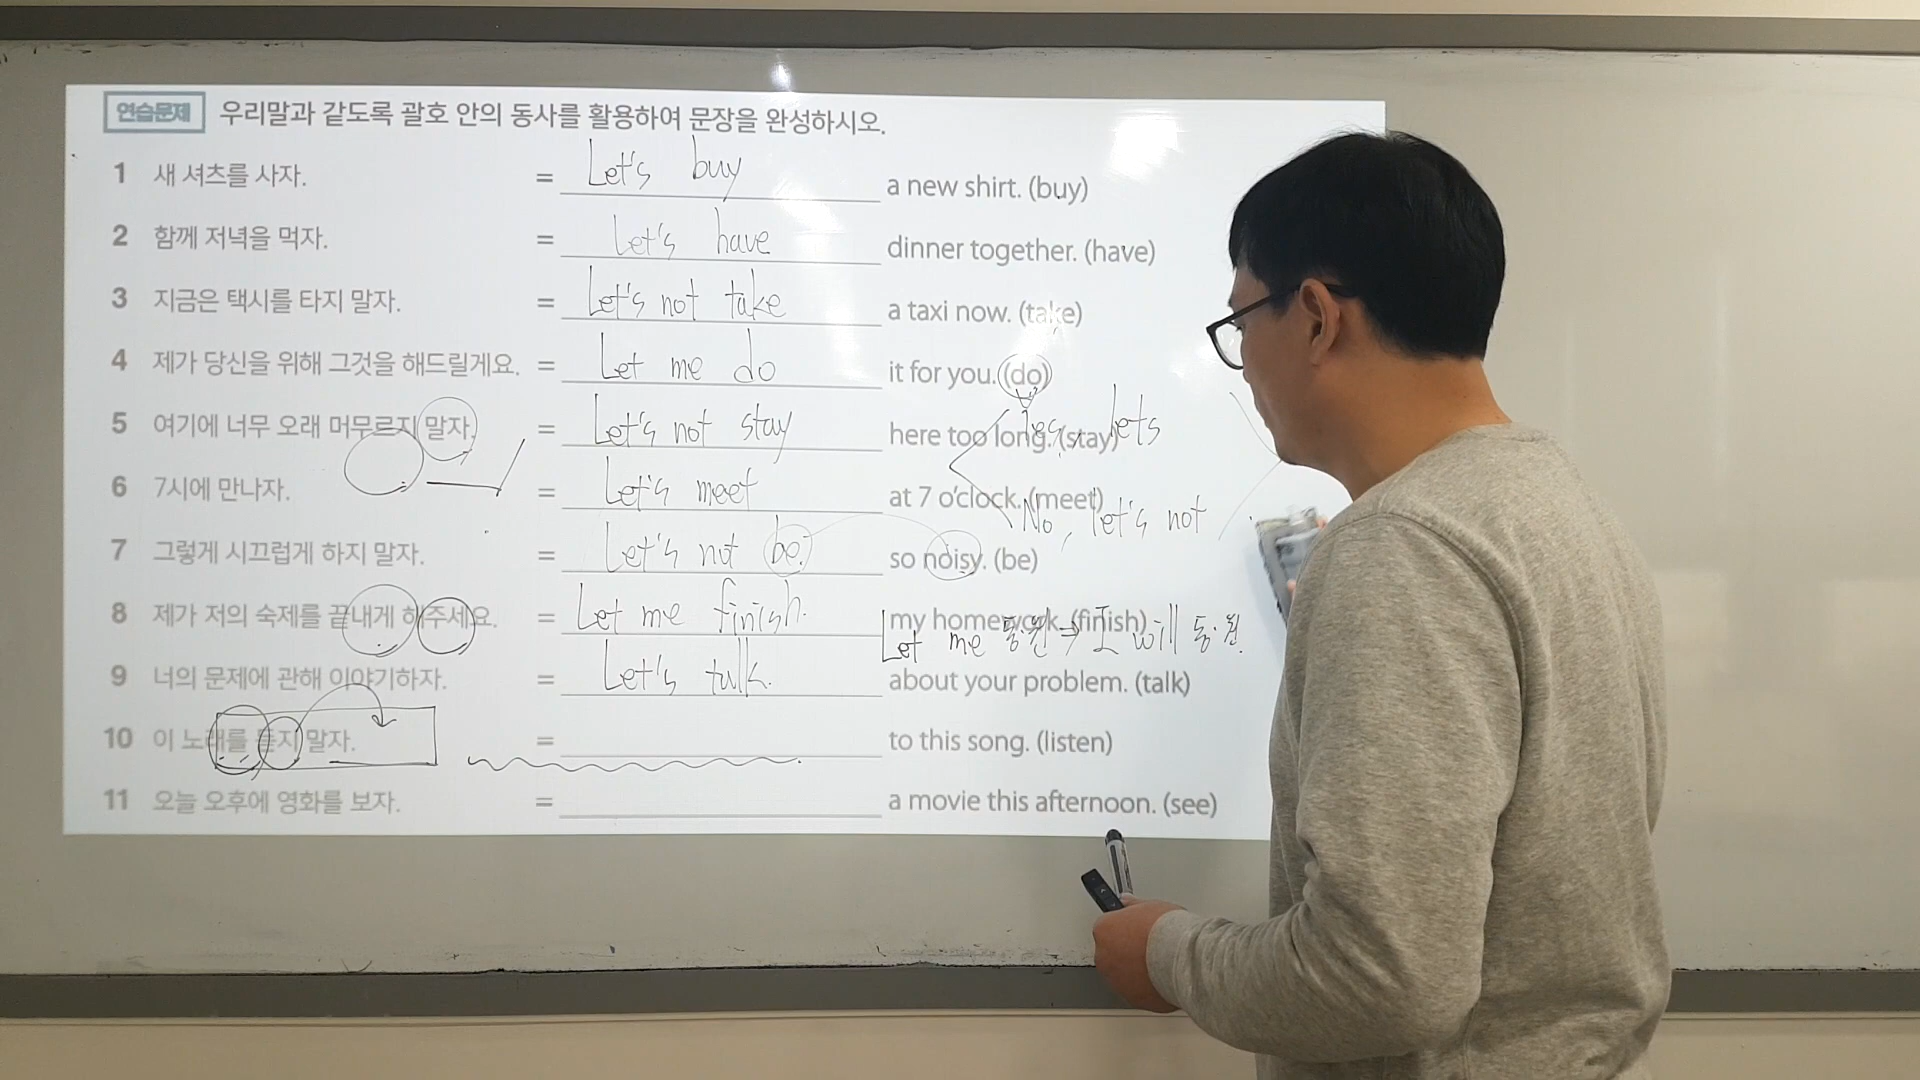 연습문제 우리말과 같도록 괄호 안의 동사를 활용하여 문장을 완성하시오.
1 새 셔츠를 사자. = Let's buy a new shirt. (buy)
2 함께 저녁을 먹자. = Let's have dinner together. (have)
3 지금은 택시를 타지 말자. = Let's not take a taxi now. (take)
4 제가 당신을 위해 그것을 해드릴게요. = Let me do it for you. (do)
Yes, lets
5 여기에 너무 오래 머무르지 말자. = Let's not stay here too long. (stay)
6 7시에 만나자. = Let's meet at 7 o'clock. (meet)
No, let's not
7 그렇게 시끄럽게 하지 말자. = Let's not be so noisy. (be)
8 제가 저의 숙제를 끝내게 해주세요. = Let me finish. my homework. (finish)
Let me 동·원 → I will 동·원.
9 너의 문제에 관해 이야기하자. = Let's talk. about your problem. (talk)
10 이 노래를 듣지 말자. = to this song. (listen)
11 오늘 오후에 영화를 보자. = a movie this afternoon. (see)